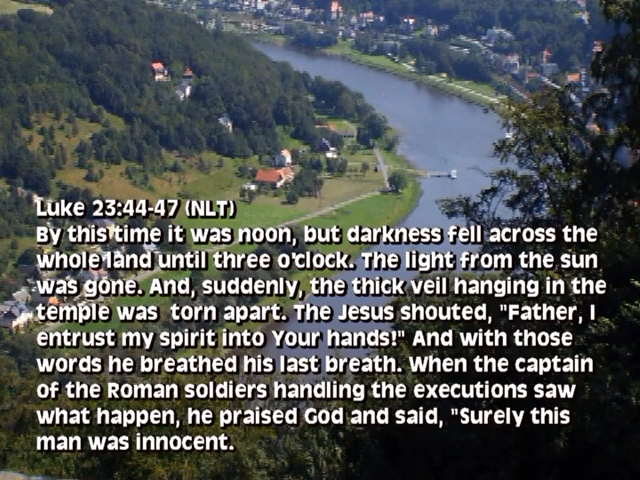 Luke 23:44-47 (NLT)
By this time it was noon, but darkness fell across the
whole land until three o'clock. The light from the sun
was gone. And, suddenly, the thick veil hanging in the
temple was  torn apart. The Jesus shouted, "Father, I
entrust my spirit into Your hands!" And with those
words he breathed his last breath. When the captain
of the Roman soldiers handling the executions saw
what happen, he praised God and said, "Surely this
man was innocent.